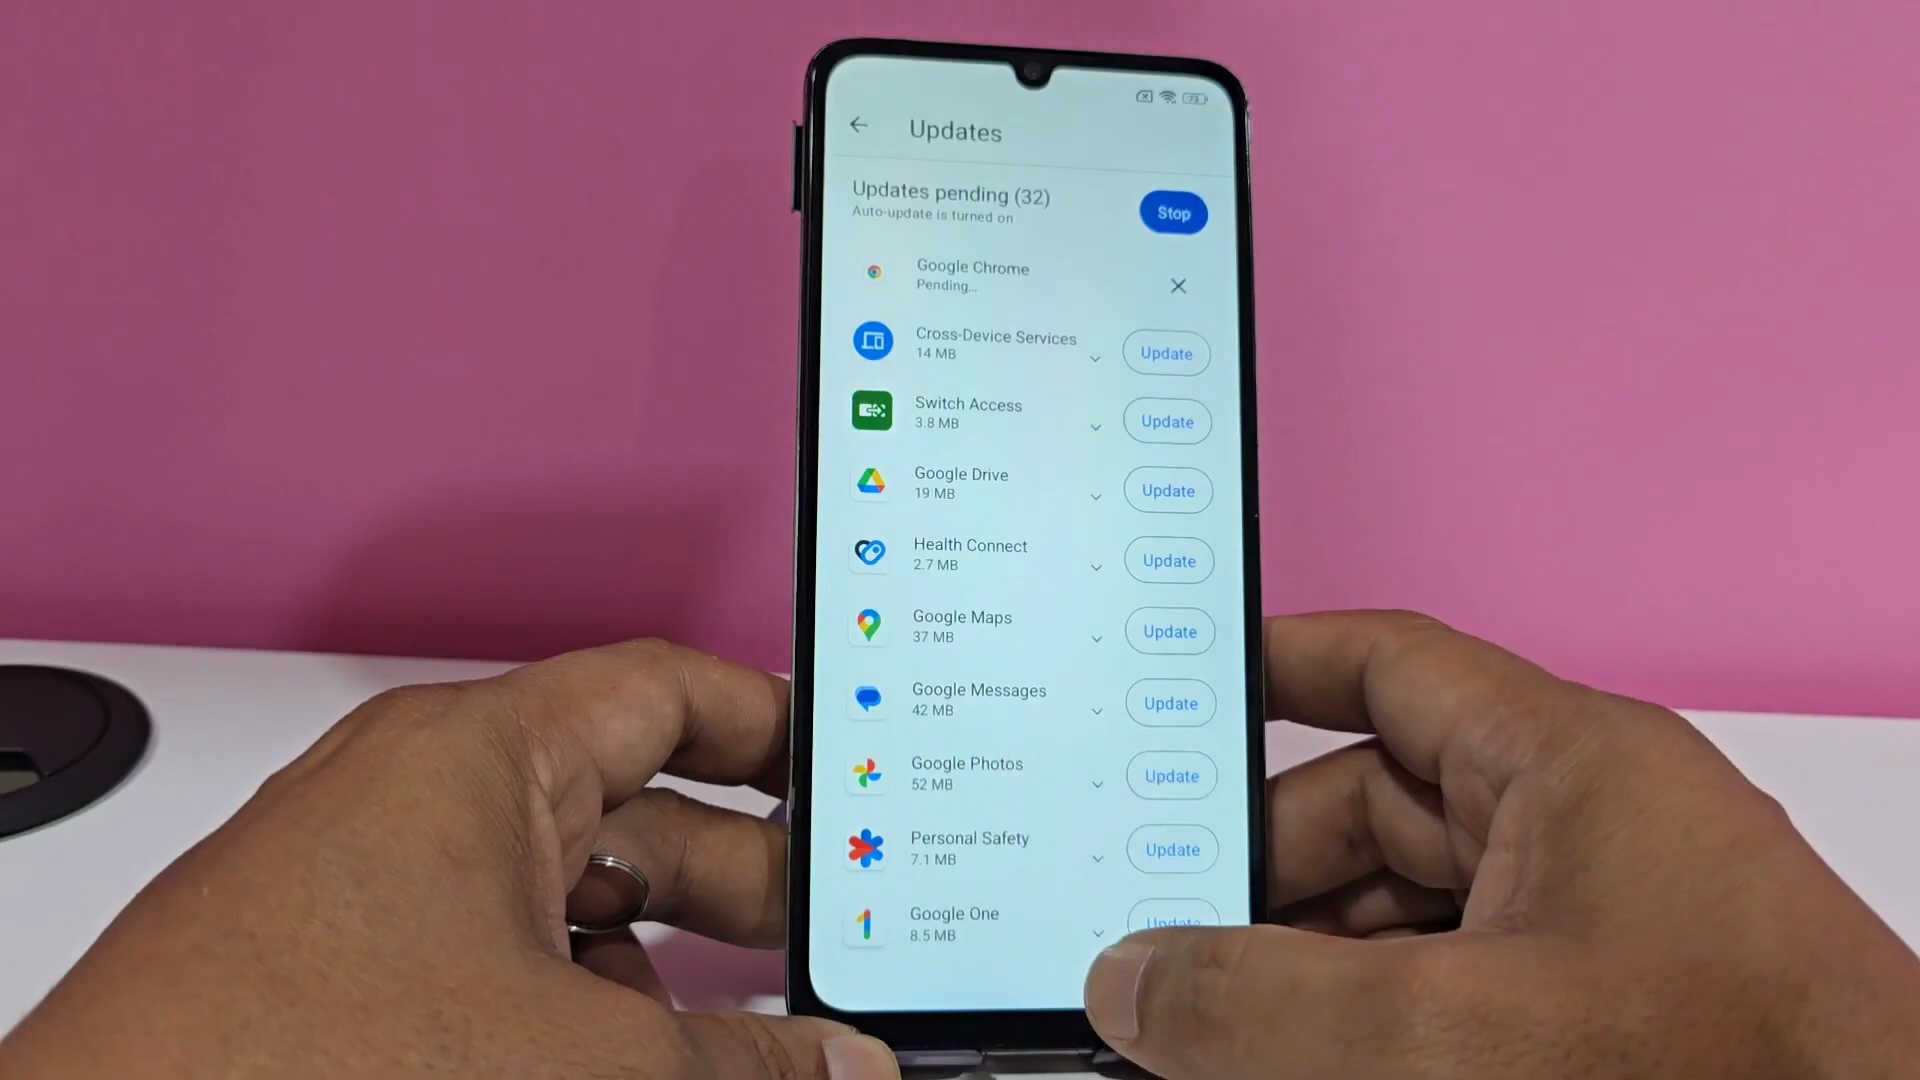 73
Updates
Updates pending (32)
Auto-update is turned on
Stop
Google Chrome
Pending...
Cross-Device Services
14 MB
Update
Switch Access
3.8 MB
Update
Google Drive
19 MB
Update
Health Connect
2.7 MB
Update
Google Maps
37 MB
Update
Google Messages
42 MB
Update
Google Photos
52 MB
Update
Personal Safety
7.1 MB
Update
Google One
8.5 MB
Update